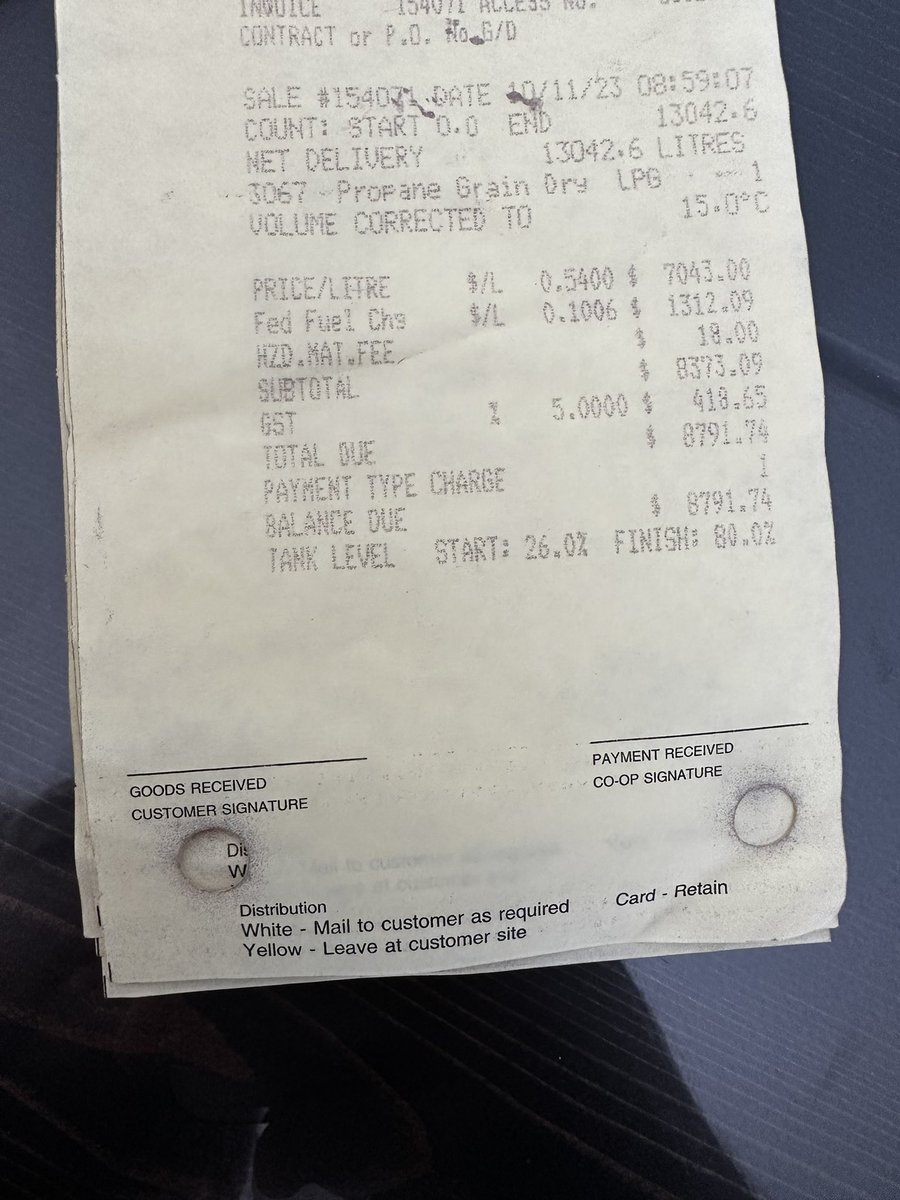 INVOICE 154071 ACCESS NO.
CONTRACT or P.O. No.G/D
SALE #154071 DATE 10/11/23 08:59:07
COUNT: START 0.0 END 13042.6
NET DELIVERY 13042.6 LITRES
3067 Propane Grain Dry LPG - 1
VOLUME CORRECTED TO 15.0°C
PRICE/LITRE $/L 0.5400 $ 7043.00
Fed Fuel Chg $/L 0.1006 $ 1312.09
HZD.MAT.FEE $ 18.00
SUBTOTAL $ 8373.09
GST % 5.0000 $ 418.65
TOTAL DUE $ 8791.74
PAYMENT TYPE CHARGE 1
BALANCE DUE $ 8791.74
TANK LEVEL START: 26.0% FINISH: 80.0%
GOODS RECEIVED
CUSTOMER SIGNATURE
PAYMENT RECEIVED
CO-OP SIGNATURE
Dis
W
Distribution
White - Mail to customer as required Card - Retain
Yellow - Leave at customer site